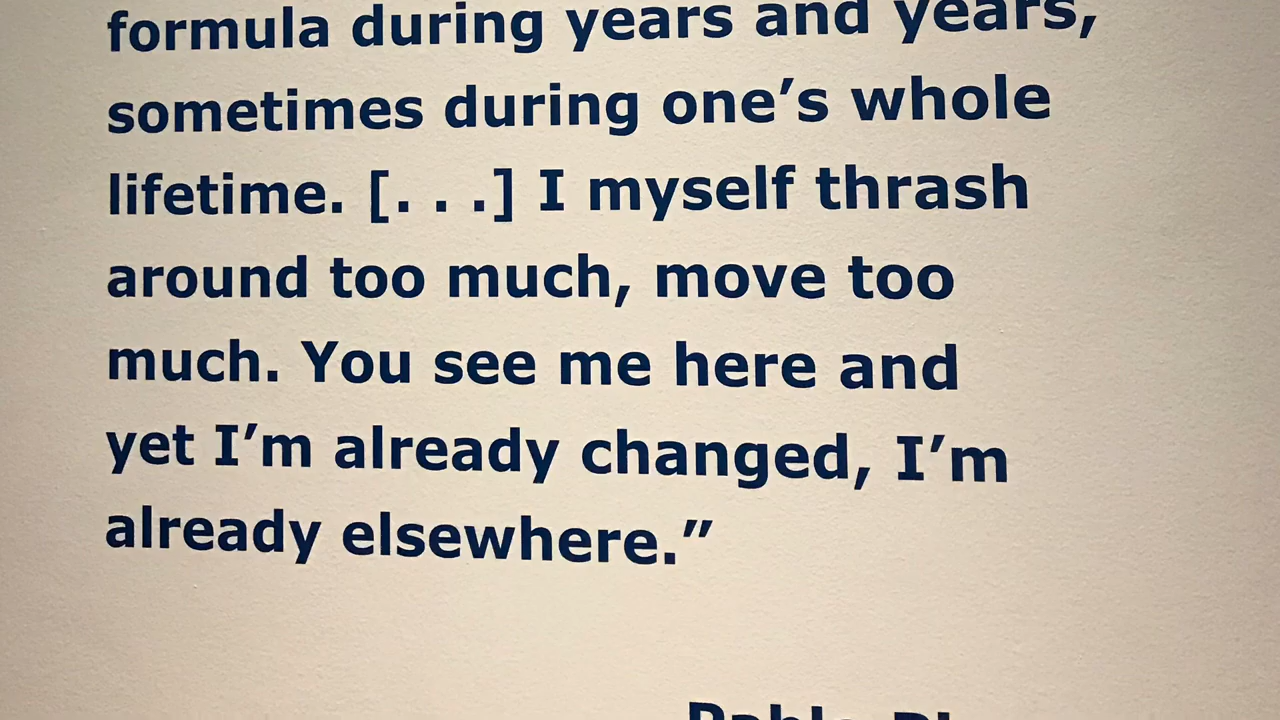 formula during years and years,
sometimes during one’s whole
lifetime. [. . .] I myself thrash
around too much, move too
much. You see me here and
yet I’m already changed, I’m
already elsewhere.”
Pablo